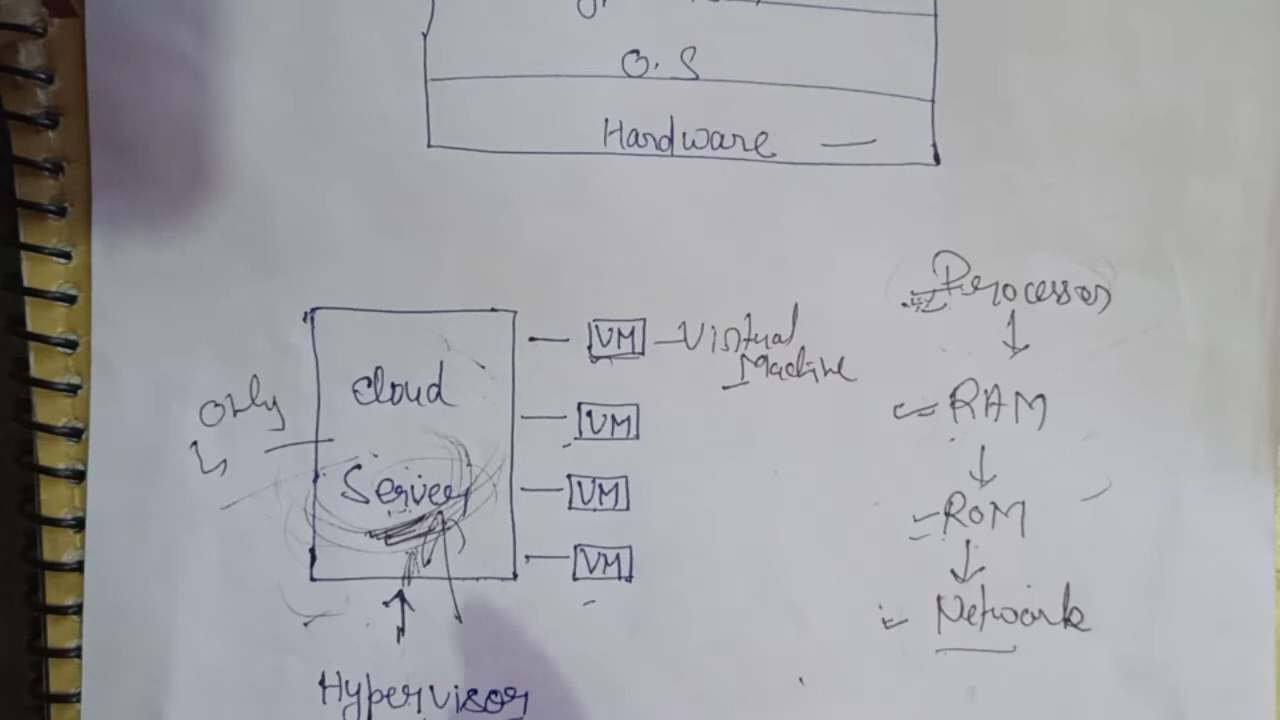 O.S
Hardware
Processor
VM Virtual
Machine
Cloud
Only
RAM
VM
Server
VM
ROM
VM
Network
Hypervisor